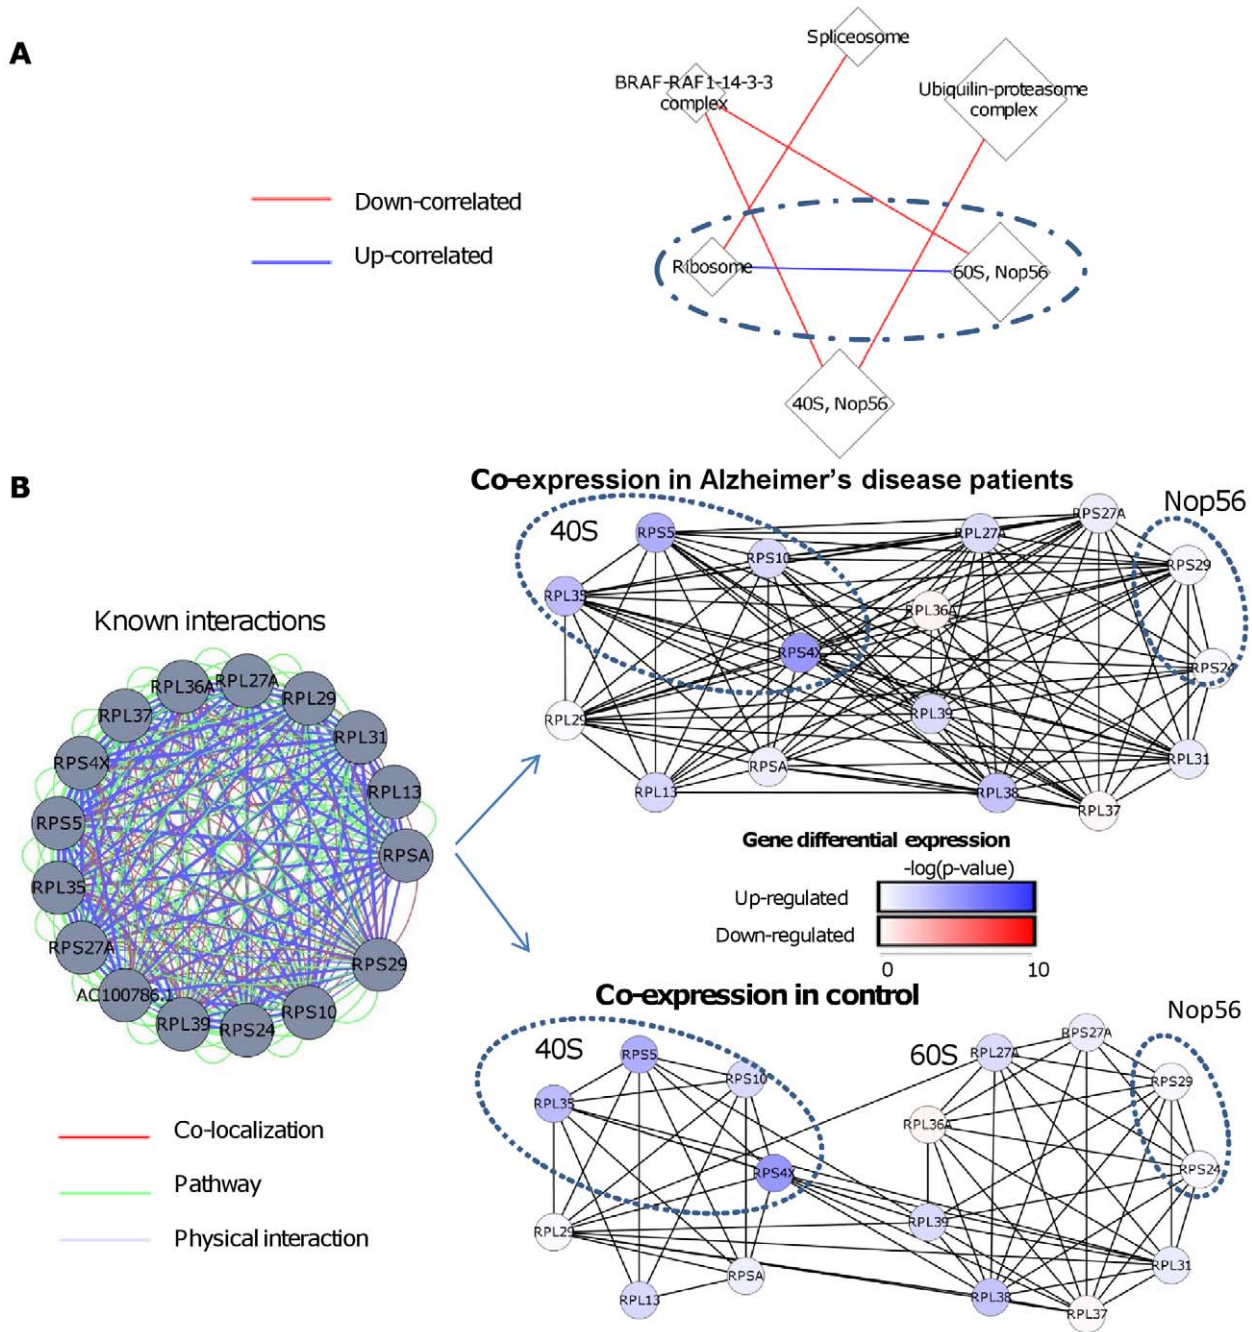 A
Spliceosome
BRAF-RAF1-14-3-3
complex
Ubiquilin-proteasome
complex
Down-correlated
Up-correlated
Ribosome
60S, Nop56
40S, Nop56
B
Co-expression in Alzheimer's disease patients
40S
Nop56
RPS5
RPS10
RPL27A
RPS27A
RPS29
RPL35
RPL36A
RPS4X
RPS24
RPL29
RPL39
RPSA
RPL31
RPL13
RPL38
RPL37
Known interactions
RPL36A
RPL27A
RPL29
RPL37
RPL31
RPS4X
RPL13
RPS5
RPSA
RPL35
RPS27A
RPS29
AC100786.1
RPL39
RPS24
RPS10
Gene differential expression
-log(p-value)
Up-regulated
Down-regulated
0
10
Co-expression in control
40S
60S
Nop56
RPS5
RPS10
RPL27A
RPS27A
RPS29
RPL35
RPL36A
RPS4X
RPS24
RPL29
RPL39
RPSA
RPL31
RPL13
RPL38
RPL37
Co-localization
Pathway
Physical interaction